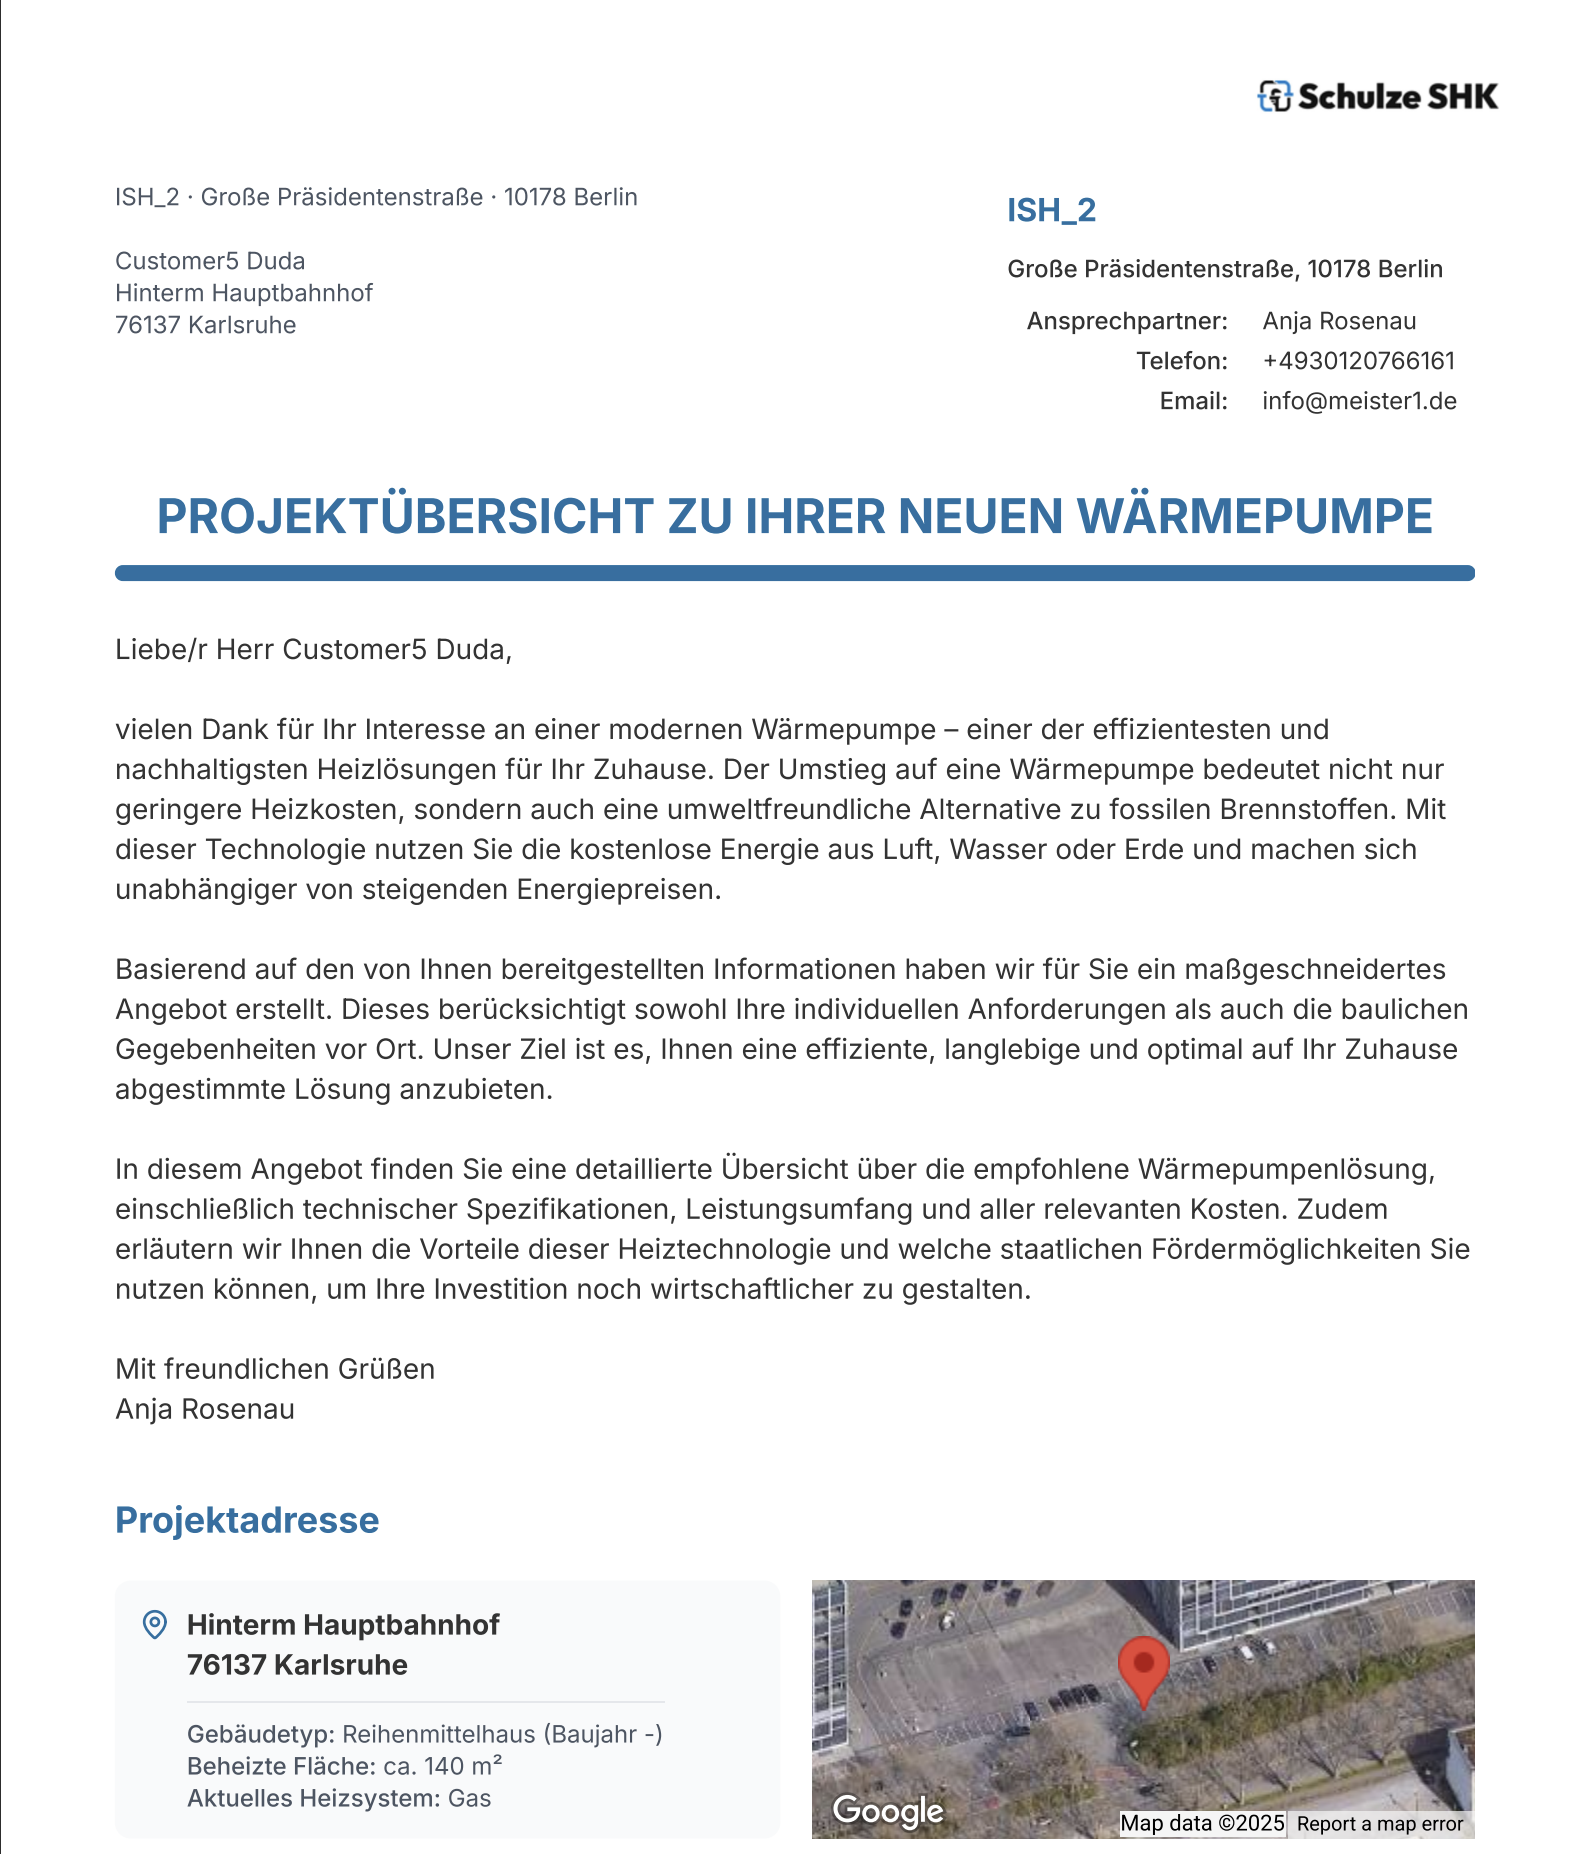 Schulze SHK
ISH_2 · Große Präsidentenstraße · 10178 Berlin
Customer5 Duda
Hinterm Hauptbahnhof
76137 Karlsruhe
ISH_2
Große Präsidentenstraße, 10178 Berlin
Ansprechpartner: Anja Rosenau
Telefon: +4930120766161
Email: info@meister1.de
PROJEKTÜBERSICHT ZU IHRER NEUEN WÄRMEPUMPE
Liebe/r Herr Customer5 Duda,
vielen Dank für Ihr Interesse an einer modernen Wärmepumpe – einer der effizientesten und
nachhaltigsten Heizlösungen für Ihr Zuhause. Der Umstieg auf eine Wärmepumpe bedeutet nicht nur
geringere Heizkosten, sondern auch eine umweltfreundliche Alternative zu fossilen Brennstoffen. Mit
dieser Technologie nutzen Sie die kostenlose Energie aus Luft, Wasser oder Erde und machen sich
unabhängiger von steigenden Energiepreisen.
Basierend auf den von Ihnen bereitgestellten Informationen haben wir für Sie ein maßgeschneidertes
Angebot erstellt. Dieses berücksichtigt sowohl Ihre individuellen Anforderungen als auch die baulichen
Gegebenheiten vor Ort. Unser Ziel ist es, Ihnen eine effiziente, langlebige und optimal auf Ihr Zuhause
abgestimmte Lösung anzubieten.
In diesem Angebot finden Sie eine detaillierte Übersicht über die empfohlene Wärmepumpenlösung,
einschließlich technischer Spezifikationen, Leistungsumfang und aller relevanten Kosten. Zudem
erläutern wir Ihnen die Vorteile dieser Heiztechnologie und welche staatlichen Fördermöglichkeiten Sie
nutzen können, um Ihre Investition noch wirtschaftlicher zu gestalten.
Mit freundlichen Grüßen
Anja Rosenau
Projektadresse
Hinterm Hauptbahnhof
76137 Karlsruhe
Gebäudetyp: Reihenmittelhaus (Baujahr -)
Beheizte Fläche: ca. 140 m²
Aktuelles Heizsystem: Gas
Google
Map data ©2025
Report a map error